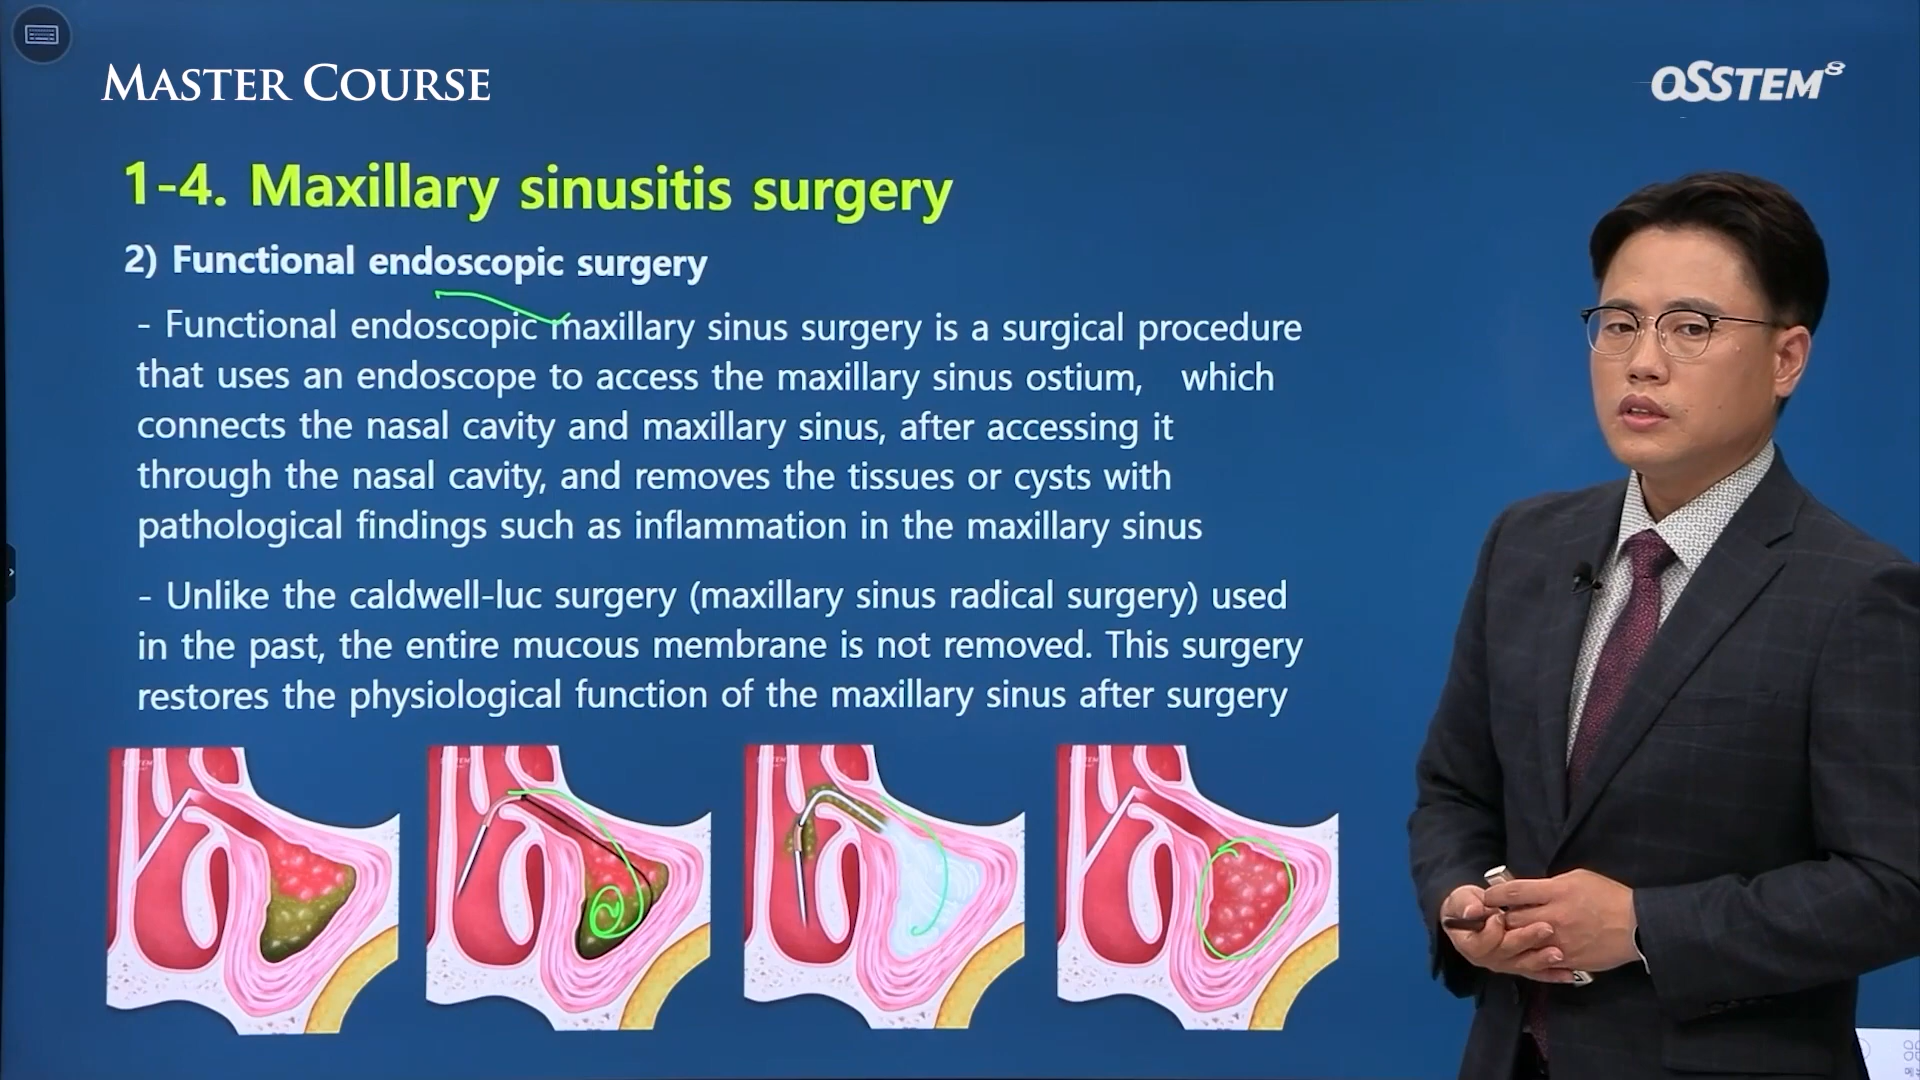 MASTER COURSE
OSSTEM
1-4. Maxillary sinusitis surgery
2) Functional endoscopic surgery
- Functional endoscopic maxillary sinus surgery is a surgical procedure
that uses an endoscope to access the maxillary sinus ostium, which
connects the nasal cavity and maxillary sinus, after accessing it
through the nasal cavity, and removes the tissues or cysts with
pathological findings such as inflammation in the maxillary sinus
- Unlike the caldwell-luc surgery (maxillary sinus radical surgery) used
in the past, the entire mucous membrane is not removed. This surgery
restores the physiological function of the maxillary sinus after surgery